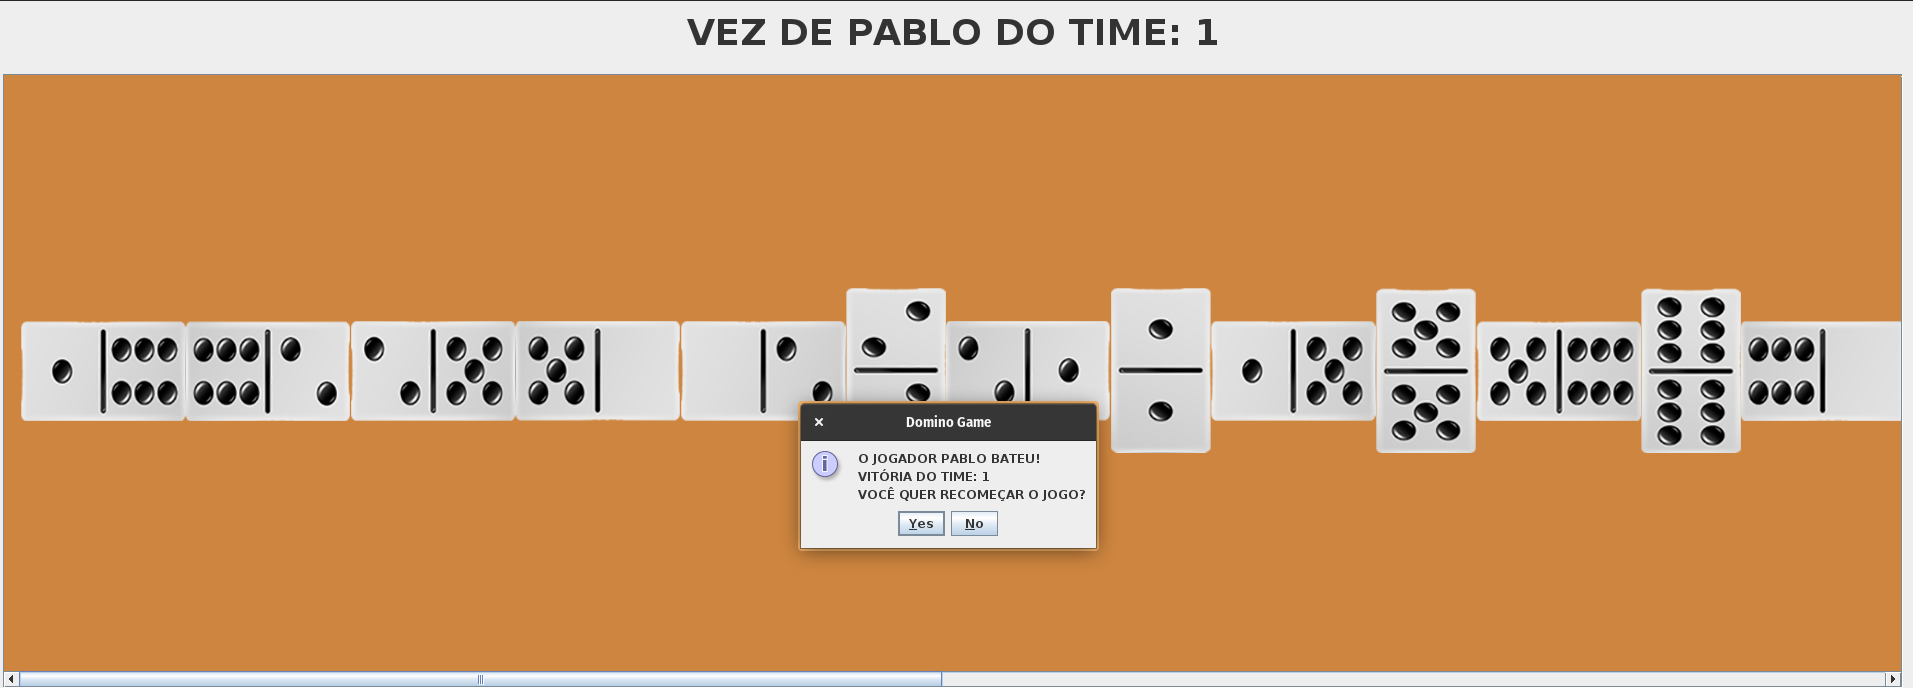 VEZ DE PABLO DO TIME: 1
Domino Game
O JOGADOR PABLO BATEU!
VITÓRIA DO TIME: 1
VOCÊ QUER RECOMEÇAR O JOGO?
Yes No